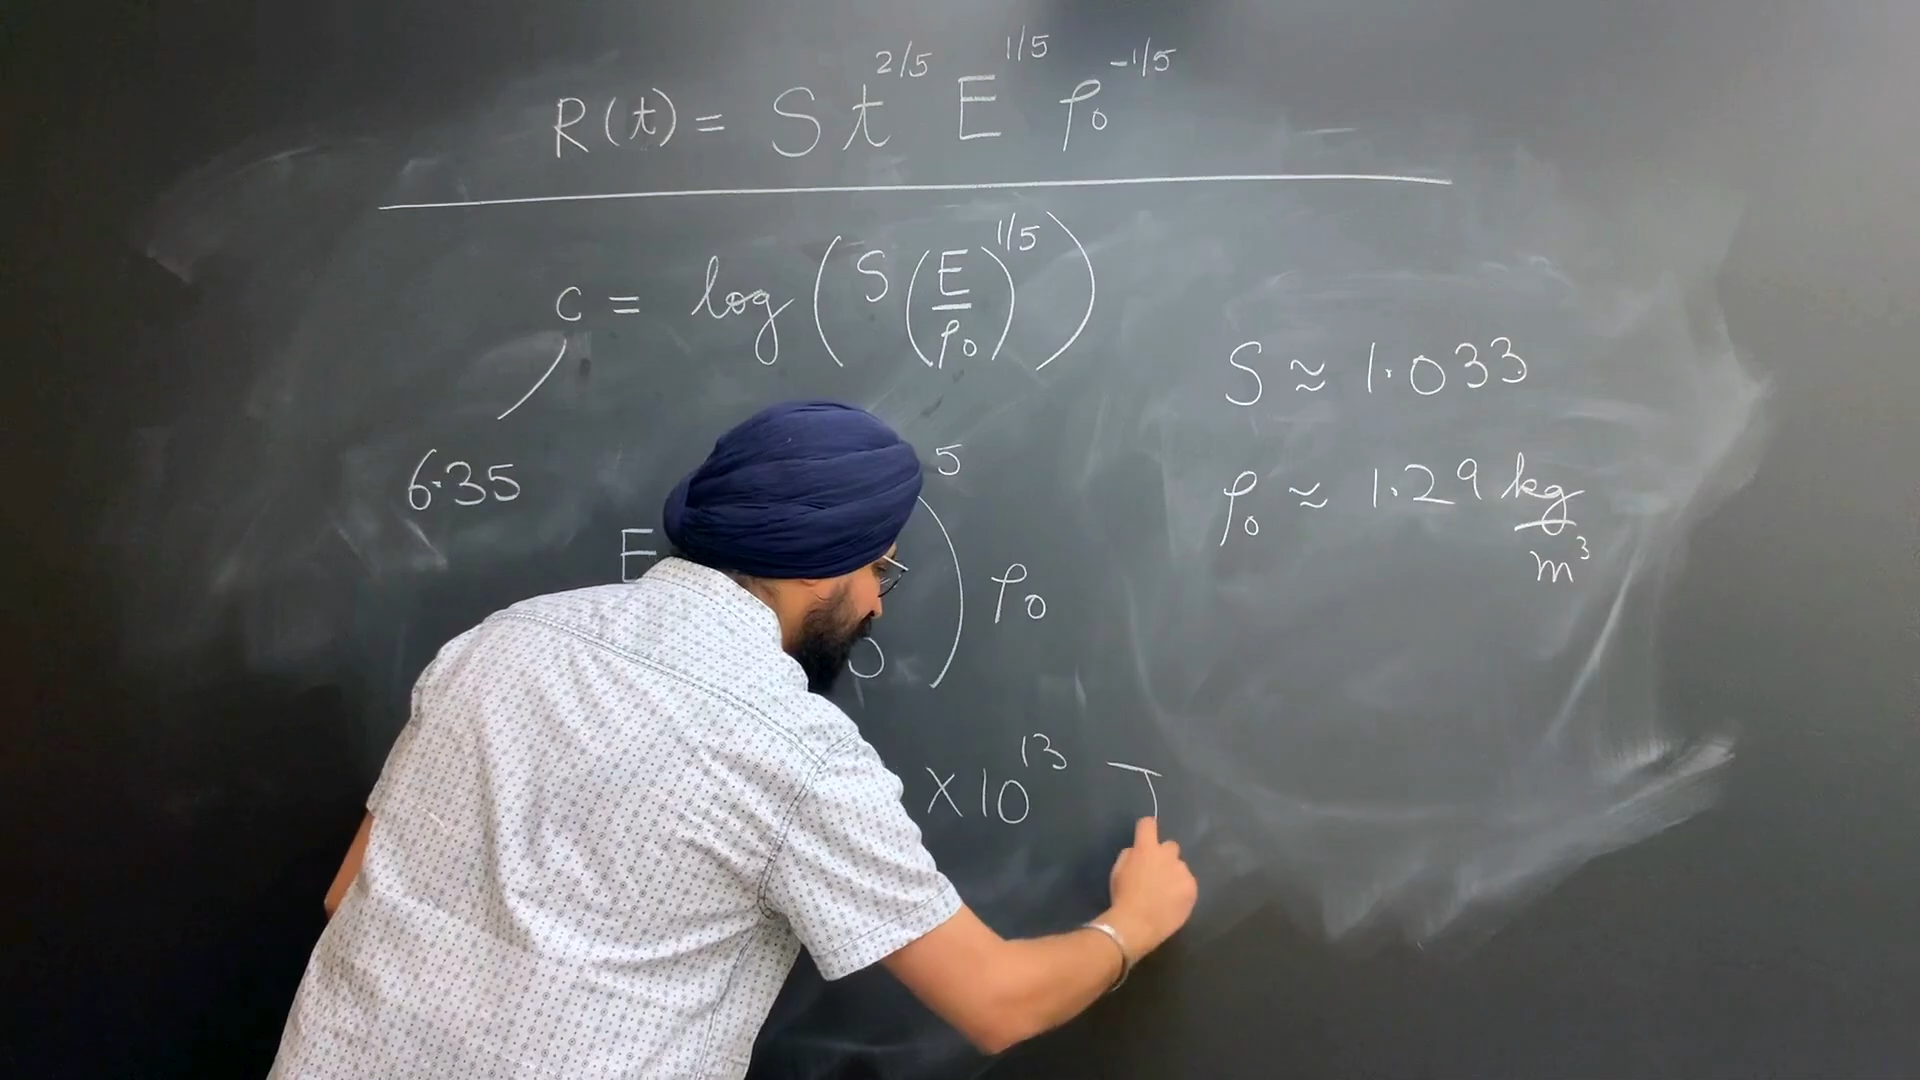 R(t) = S t^{2/5} E^{1/5} ρ₀^{-1/5}
c = log ( S ( E / ρ₀ )^{1/5} )
S ≈ 1.033
6.35
ρ₀ ≈ 1.29 kg / m³
E ) ^5 ρ₀
× 10^{13} J